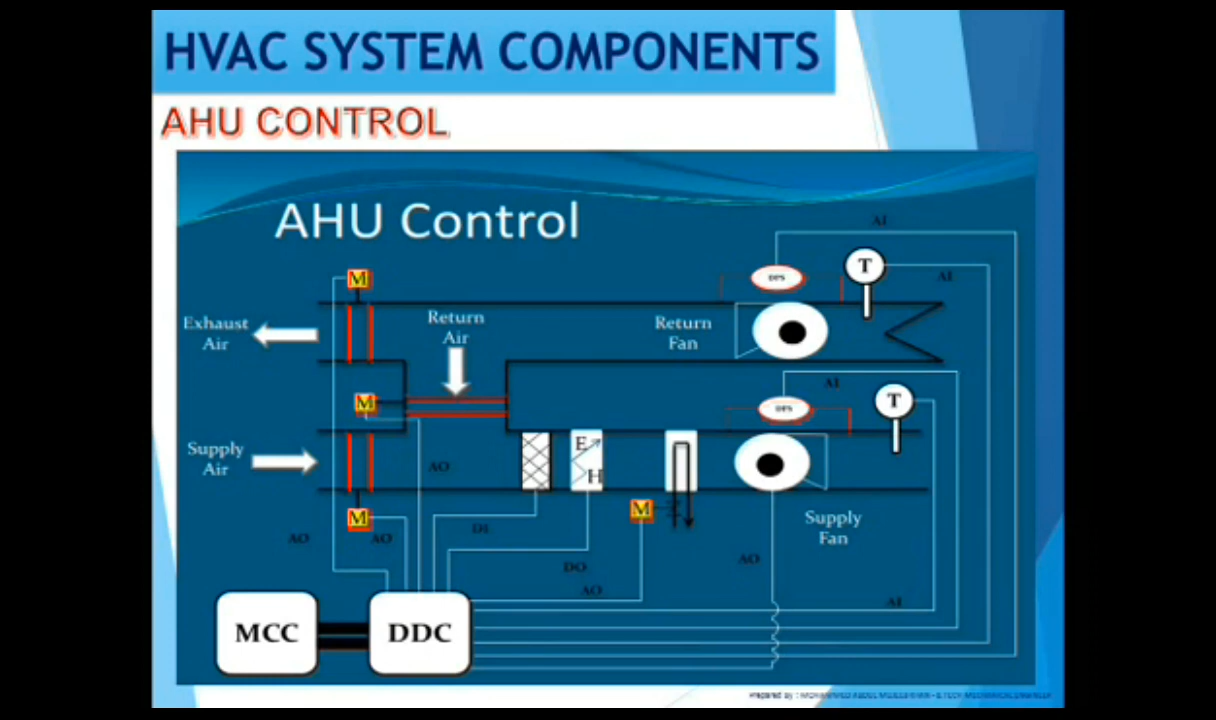 HVAC SYSTEM COMPONENTS
AHU CONTROL
AHU Control
AI
M
DPS
T
AI
Exhaust
Air
Return
Air
Return
Fan
AI
M
DPS
T
Supply
Air
E
H
AO
M
M
Supply
Fan
DI
AO
AO
DO
AO
AO
AI
MCC
DDC